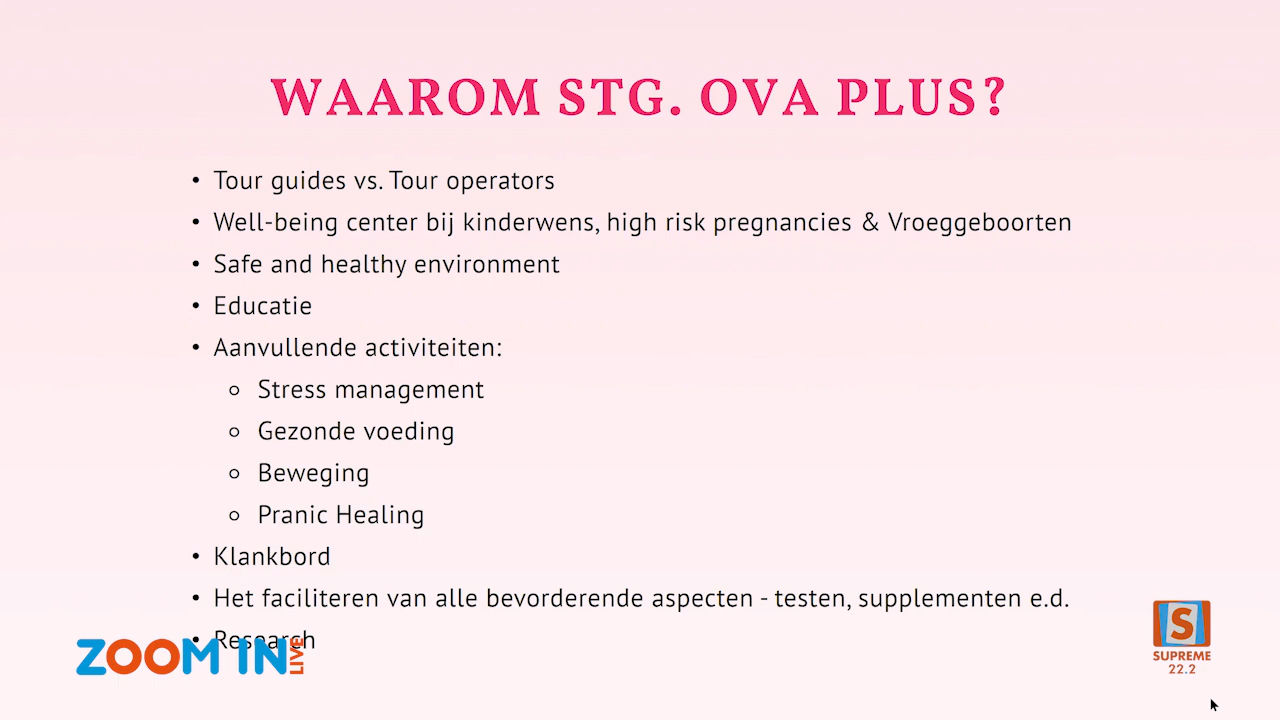 WAAROM STG. OVA PLUS?
• Tour guides vs. Tour operators
• Well-being center bij kinderwens, high risk pregnancies & Vroeggeboorten
• Safe and healthy environment
• Educatie
• Aanvullende activiteiten:
○ Stress management
○ Gezonde voeding
○ Beweging
○ Pranic Healing
• Klankbord
• Het faciliteren van alle bevorderende aspecten - testen, supplementen e.d.
• Research
ZOOM IN LIVE
S
SUPREME
22.2